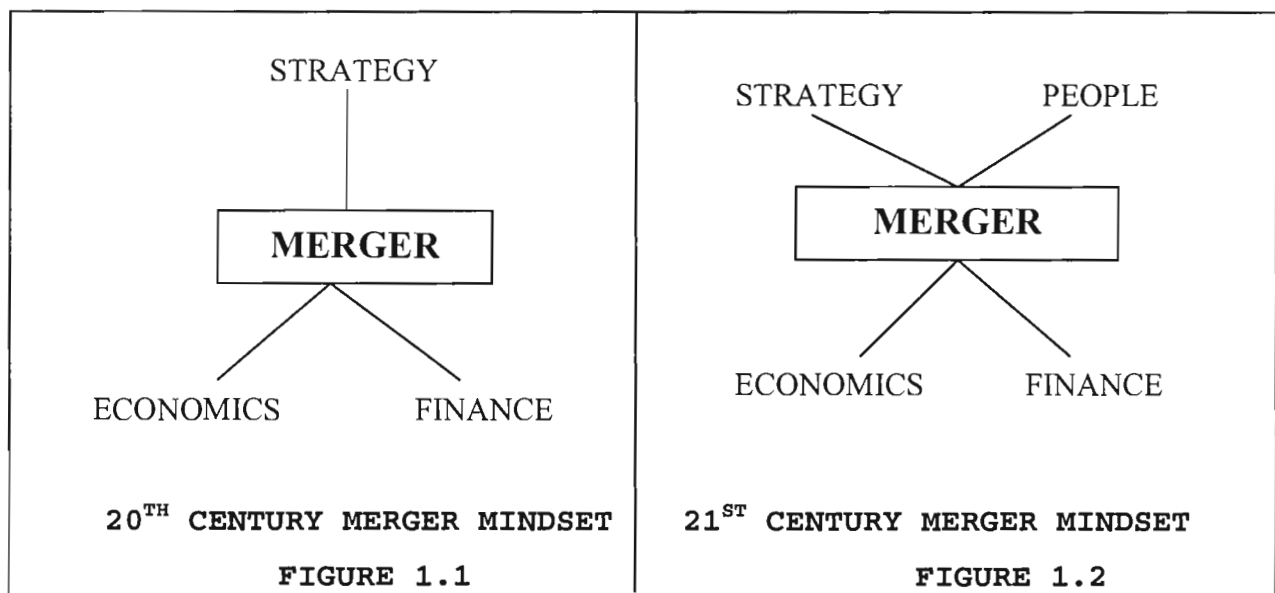 STRATEGY
MERGER
ECONOMICS FINANCE
20TH CENTURY MERGER MINDSET
FIGURE 1.1
STRATEGY PEOPLE
MERGER
ECONOMICS FINANCE
21ST CENTURY MERGER MINDSET
FIGURE 1.2